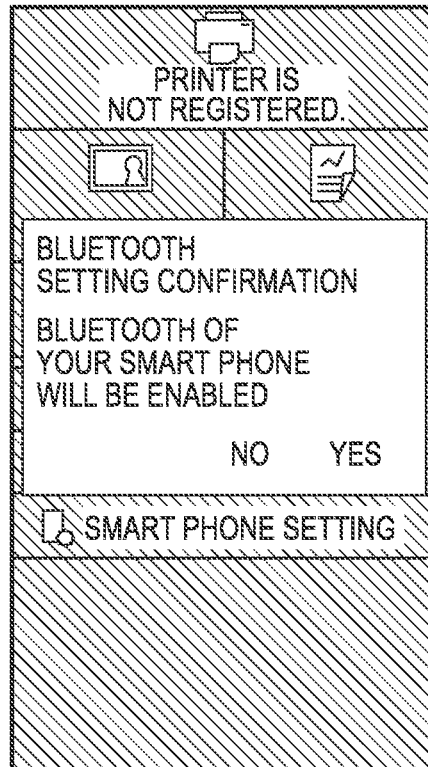 PRINTER IS
NOT REGISTERED.
BLUETOOTH
SETTING CONFIRMATION
BLUETOOTH OF
YOUR SMART PHONE
WILL BE ENABLED
NO YES
SMART PHONE SETTING